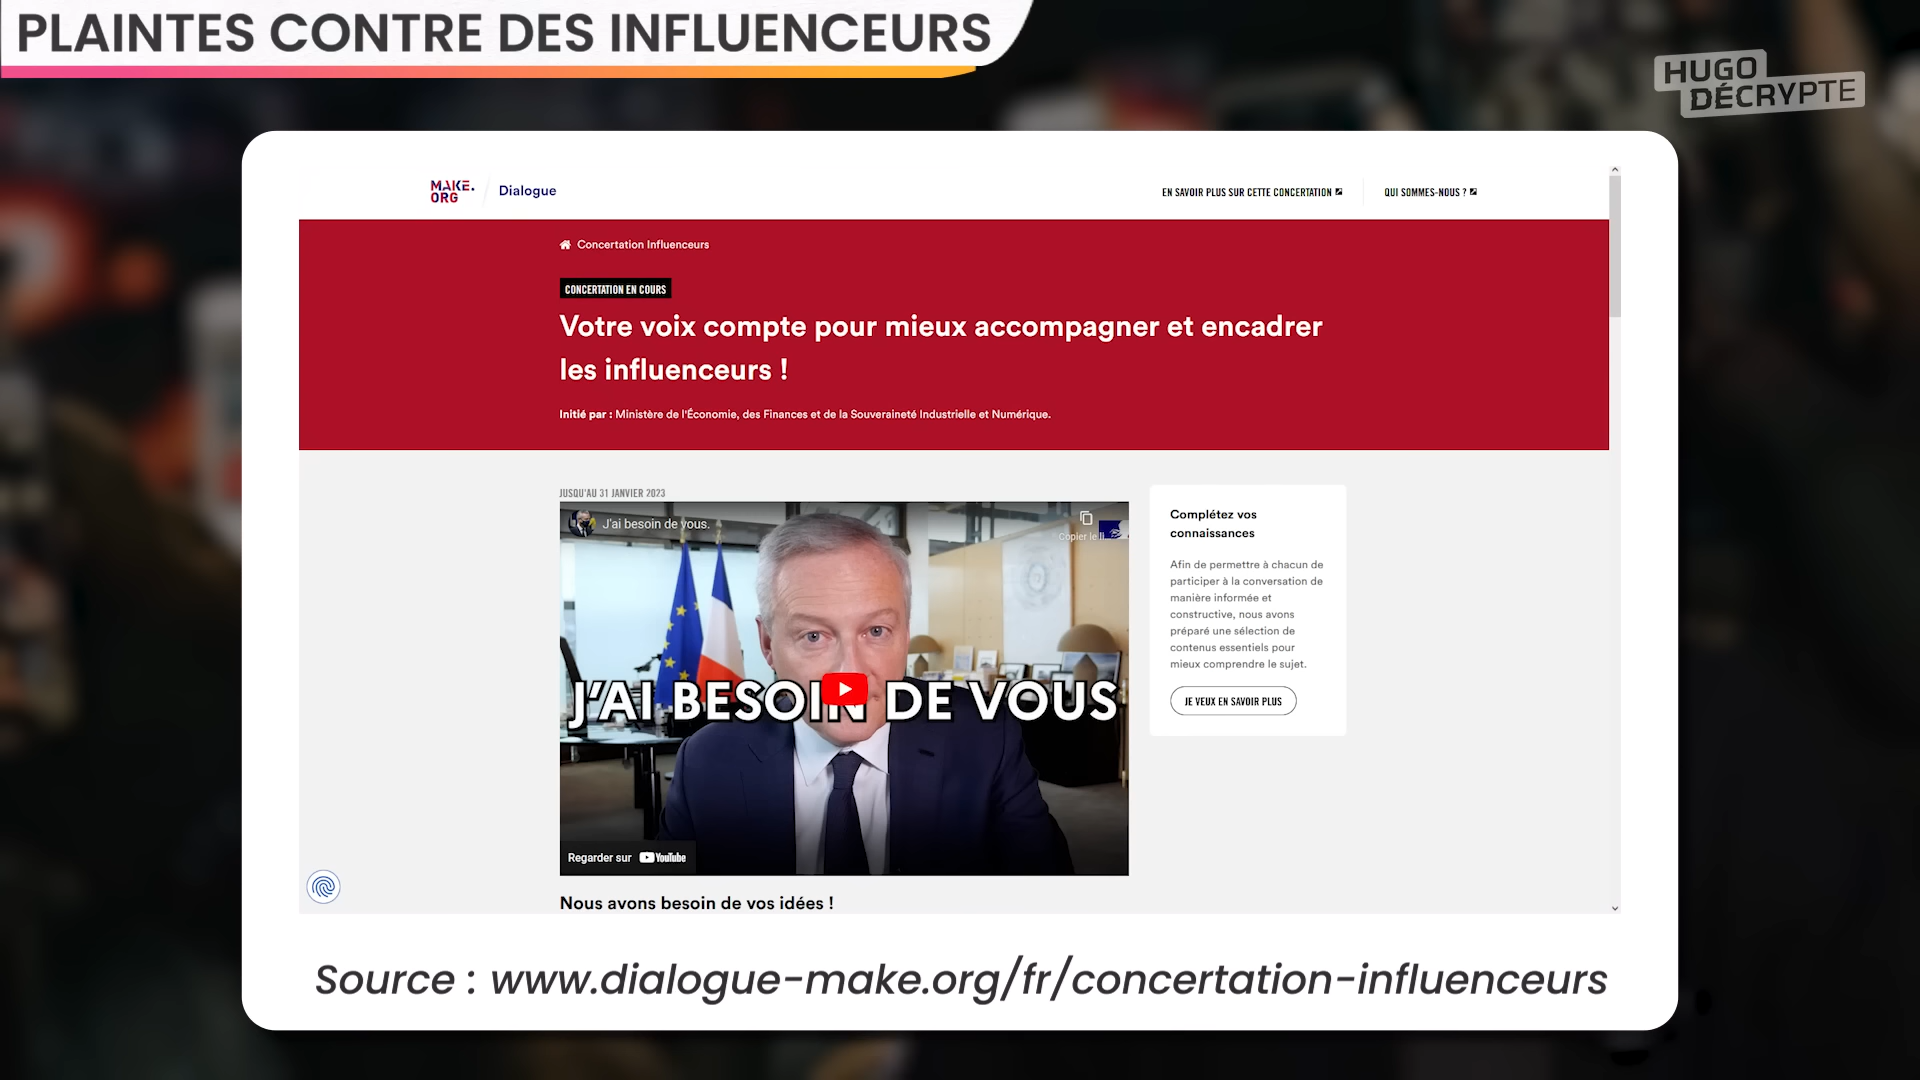 PLAINTES CONTRE DES INFLUENCEURS
HUGO
DÉCRYPTE
MAKE.
ORG
Dialogue
EN SAVOIR PLUS SUR CETTE CONCERTATION
QUI SOMMES-NOUS ?
Concertation Influenceurs
CONCERTATION EN COURS
Votre voix compte pour mieux accompagner et encadrer
les influenceurs !
Initié par : Ministère de l'Économie, des Finances et de la Souveraineté Industrielle et Numérique.
JUSQU'AU 31 JANVIER 2023
J'ai besoin de vous.
Copier le
J'AI BESOIN DE VOUS
Regarder sur YouTube
Complétez vos
connaissances
Afin de permettre à chacun de
participer à la conversation de
manière informée et
constructive, nous avons
préparé une sélection de
contenus essentiels pour
mieux comprendre le sujet.
JE VEUX EN SAVOIR PLUS
Nous avons besoin de vos idées !
Source : www.dialogue-make.org/fr/concertation-influenceurs